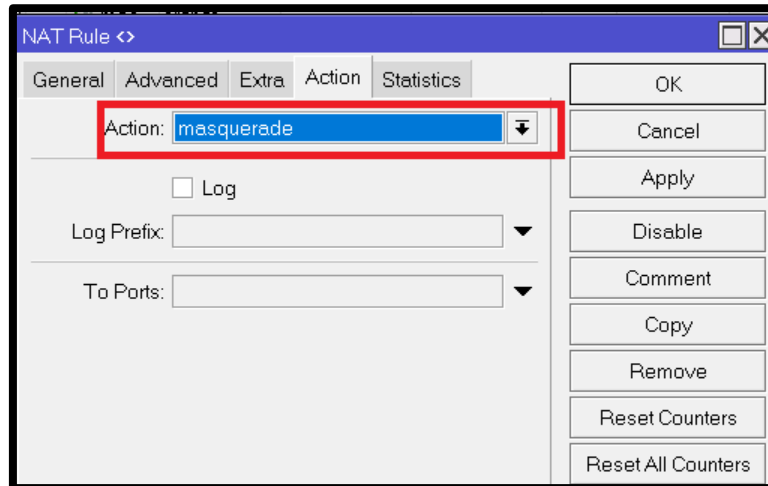 NAT Rule <>
General Advanced Extra Action Statistics
Action: masquerade
Log
Log Prefix:
To Ports:
OK
Cancel
Apply
Disable
Comment
Copy
Remove
Reset Counters
Reset All Counters